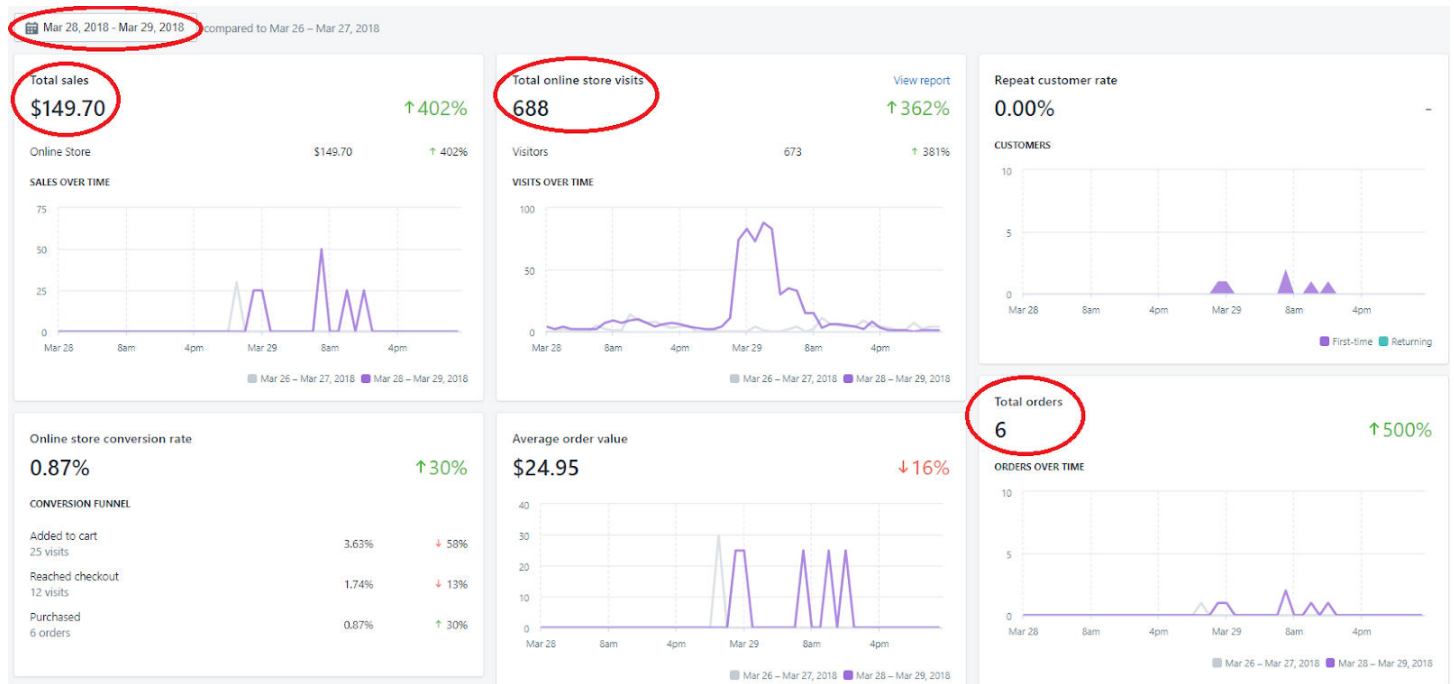 Mar 28, 2018 - Mar 29, 2018 compared to Mar 26 – Mar 27, 2018
Total sales
$149.70 ↑402%
Online Store $149.70 ↑ 402%
SALES OVER TIME
75
50
25
0
Mar 28 8am 4pm Mar 29 8am 4pm
Mar 26 – Mar 27, 2018 Mar 28 – Mar 29, 2018
Total online store visits View report
688 ↑362%
Visitors 673 ↑ 381%
VISITS OVER TIME
100
50
0
Mar 28 8am 4pm Mar 29 8am 4pm
Mar 26 – Mar 27, 2018 Mar 28 – Mar 29, 2018
Repeat customer rate
0.00% -
CUSTOMERS
10
5
0
Mar 28 8am 4pm Mar 29 8am 4pm
First-time Returning
Online store conversion rate
0.87% ↑30%
CONVERSION FUNNEL
Added to cart
25 visits 3.63% ↓ 58%
Reached checkout
12 visits 1.74% ↓ 13%
Purchased
6 orders 0.87% ↑ 30%
Average order value
$24.95 ↓16%
40
30
20
10
0
Mar 28 8am 4pm Mar 29 8am 4pm
Mar 26 – Mar 27, 2018 Mar 28 – Mar 29, 2018
Total orders
6 ↑500%
ORDERS OVER TIME
10
5
0
Mar 28 8am 4pm Mar 29 8am 4pm
Mar 26 – Mar 27, 2018 Mar 28 – Mar 29, 2018